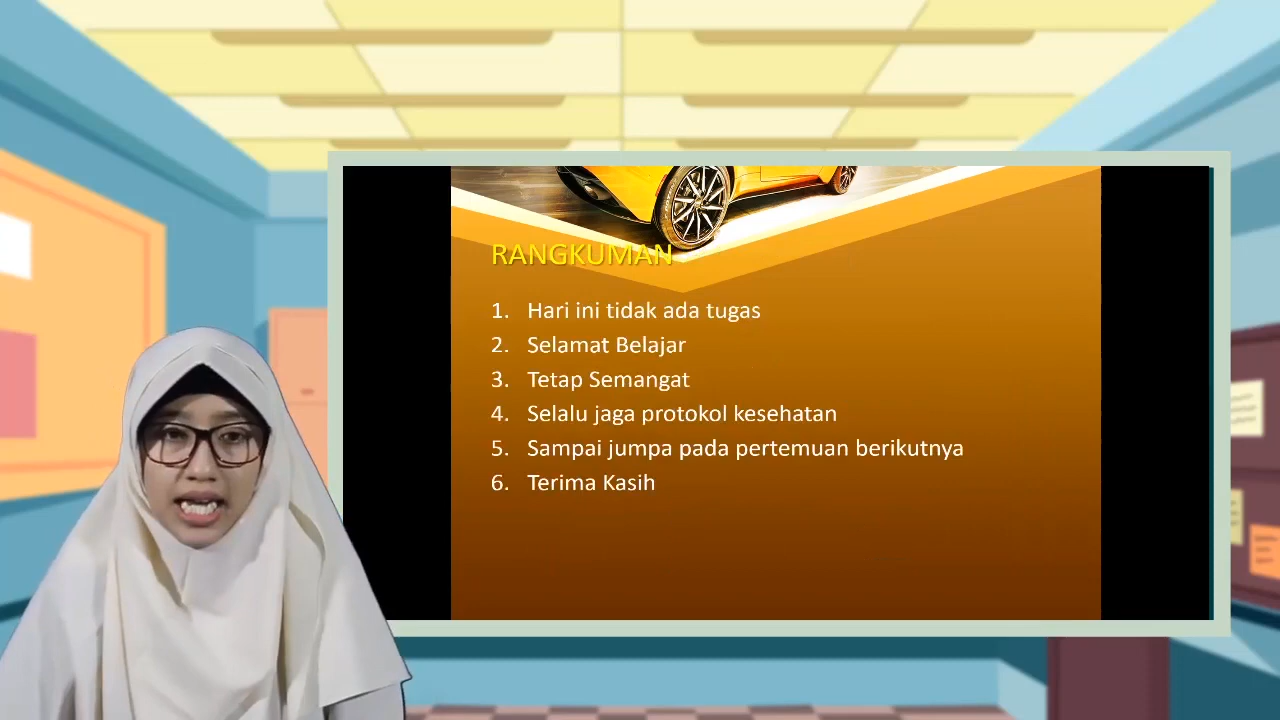 RANGKUMAN
1. Hari ini tidak ada tugas
2. Selamat Belajar
3. Tetap Semangat
4. Selalu jaga protokol kesehatan
5. Sampai jumpa pada pertemuan berikutnya
6. Terima Kasih